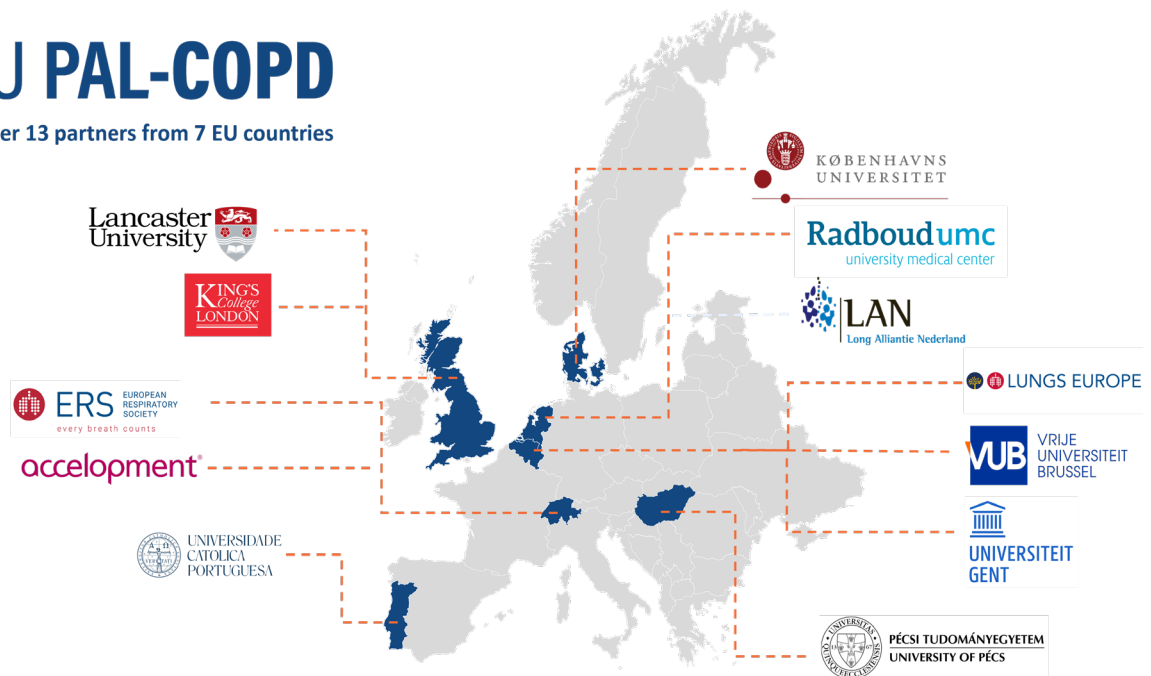 U PAL-COPD
er 13 partners from 7 EU countries
KØBENHAVNS
UNIVERSITET
Lancaster
University
Radboudumc
university medical center
KING'S
College
LONDON
LAN
Long Alliantie Nederland
LUNGS EUROPE
ERS
EUROPEAN
RESPIRATORY
SOCIETY
every breath counts
VUB
VRIJE
UNIVERSITEIT
BRUSSEL
accelopment®
UNIVERSIDADE
CATOLICA
PORTUGUESA
UNIVERSITEIT
GENT
PÉCSI TUDOMÁNYEGYETEM
UNIVERSITY OF PÉCS
UNIVERSITAS
QUINQUEECCLESIENSIS